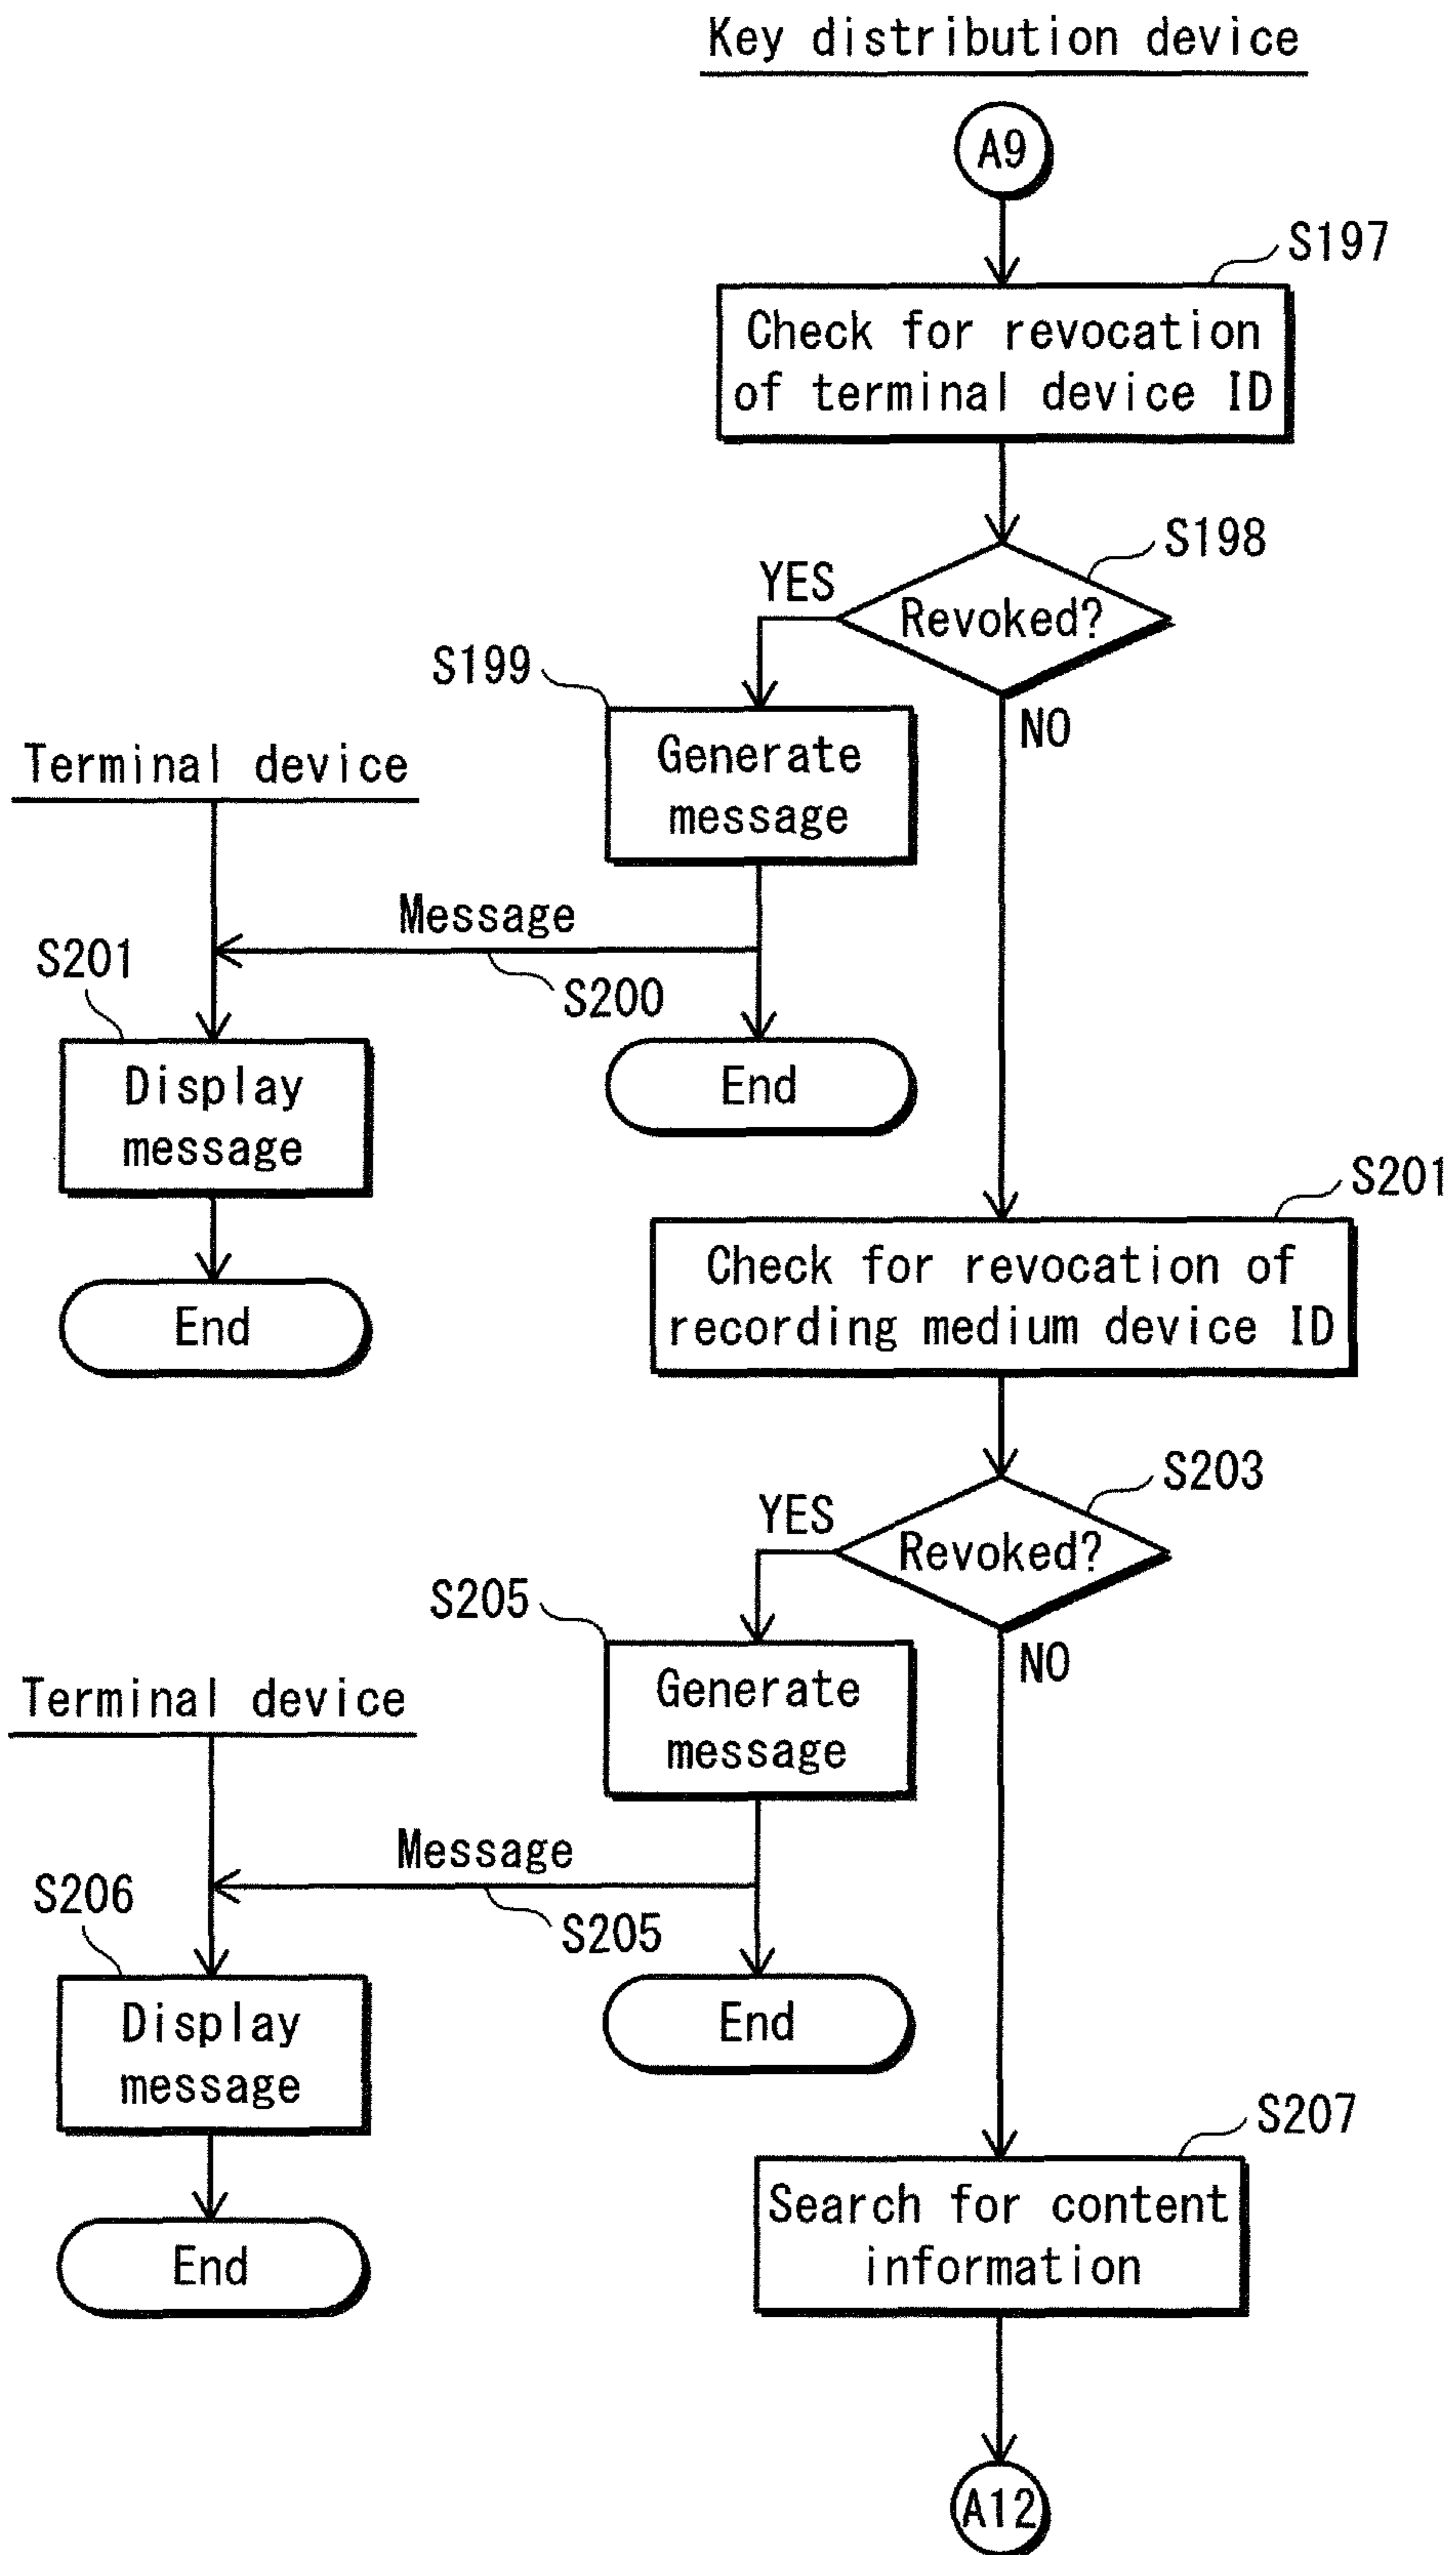 Key distribution device
A9
S197
Check for revocation
of terminal device ID
S198
YES
Revoked?
S199
NO
Generate
message
Terminal device
Message
S201
S200
Display
message
End
S201
Check for revocation of
recording medium device ID
End
S203
YES
Revoked?
S205
NO
Generate
message
Terminal device
Message
S206
S205
Display
message
End
S207
Search for content
information
End
A12